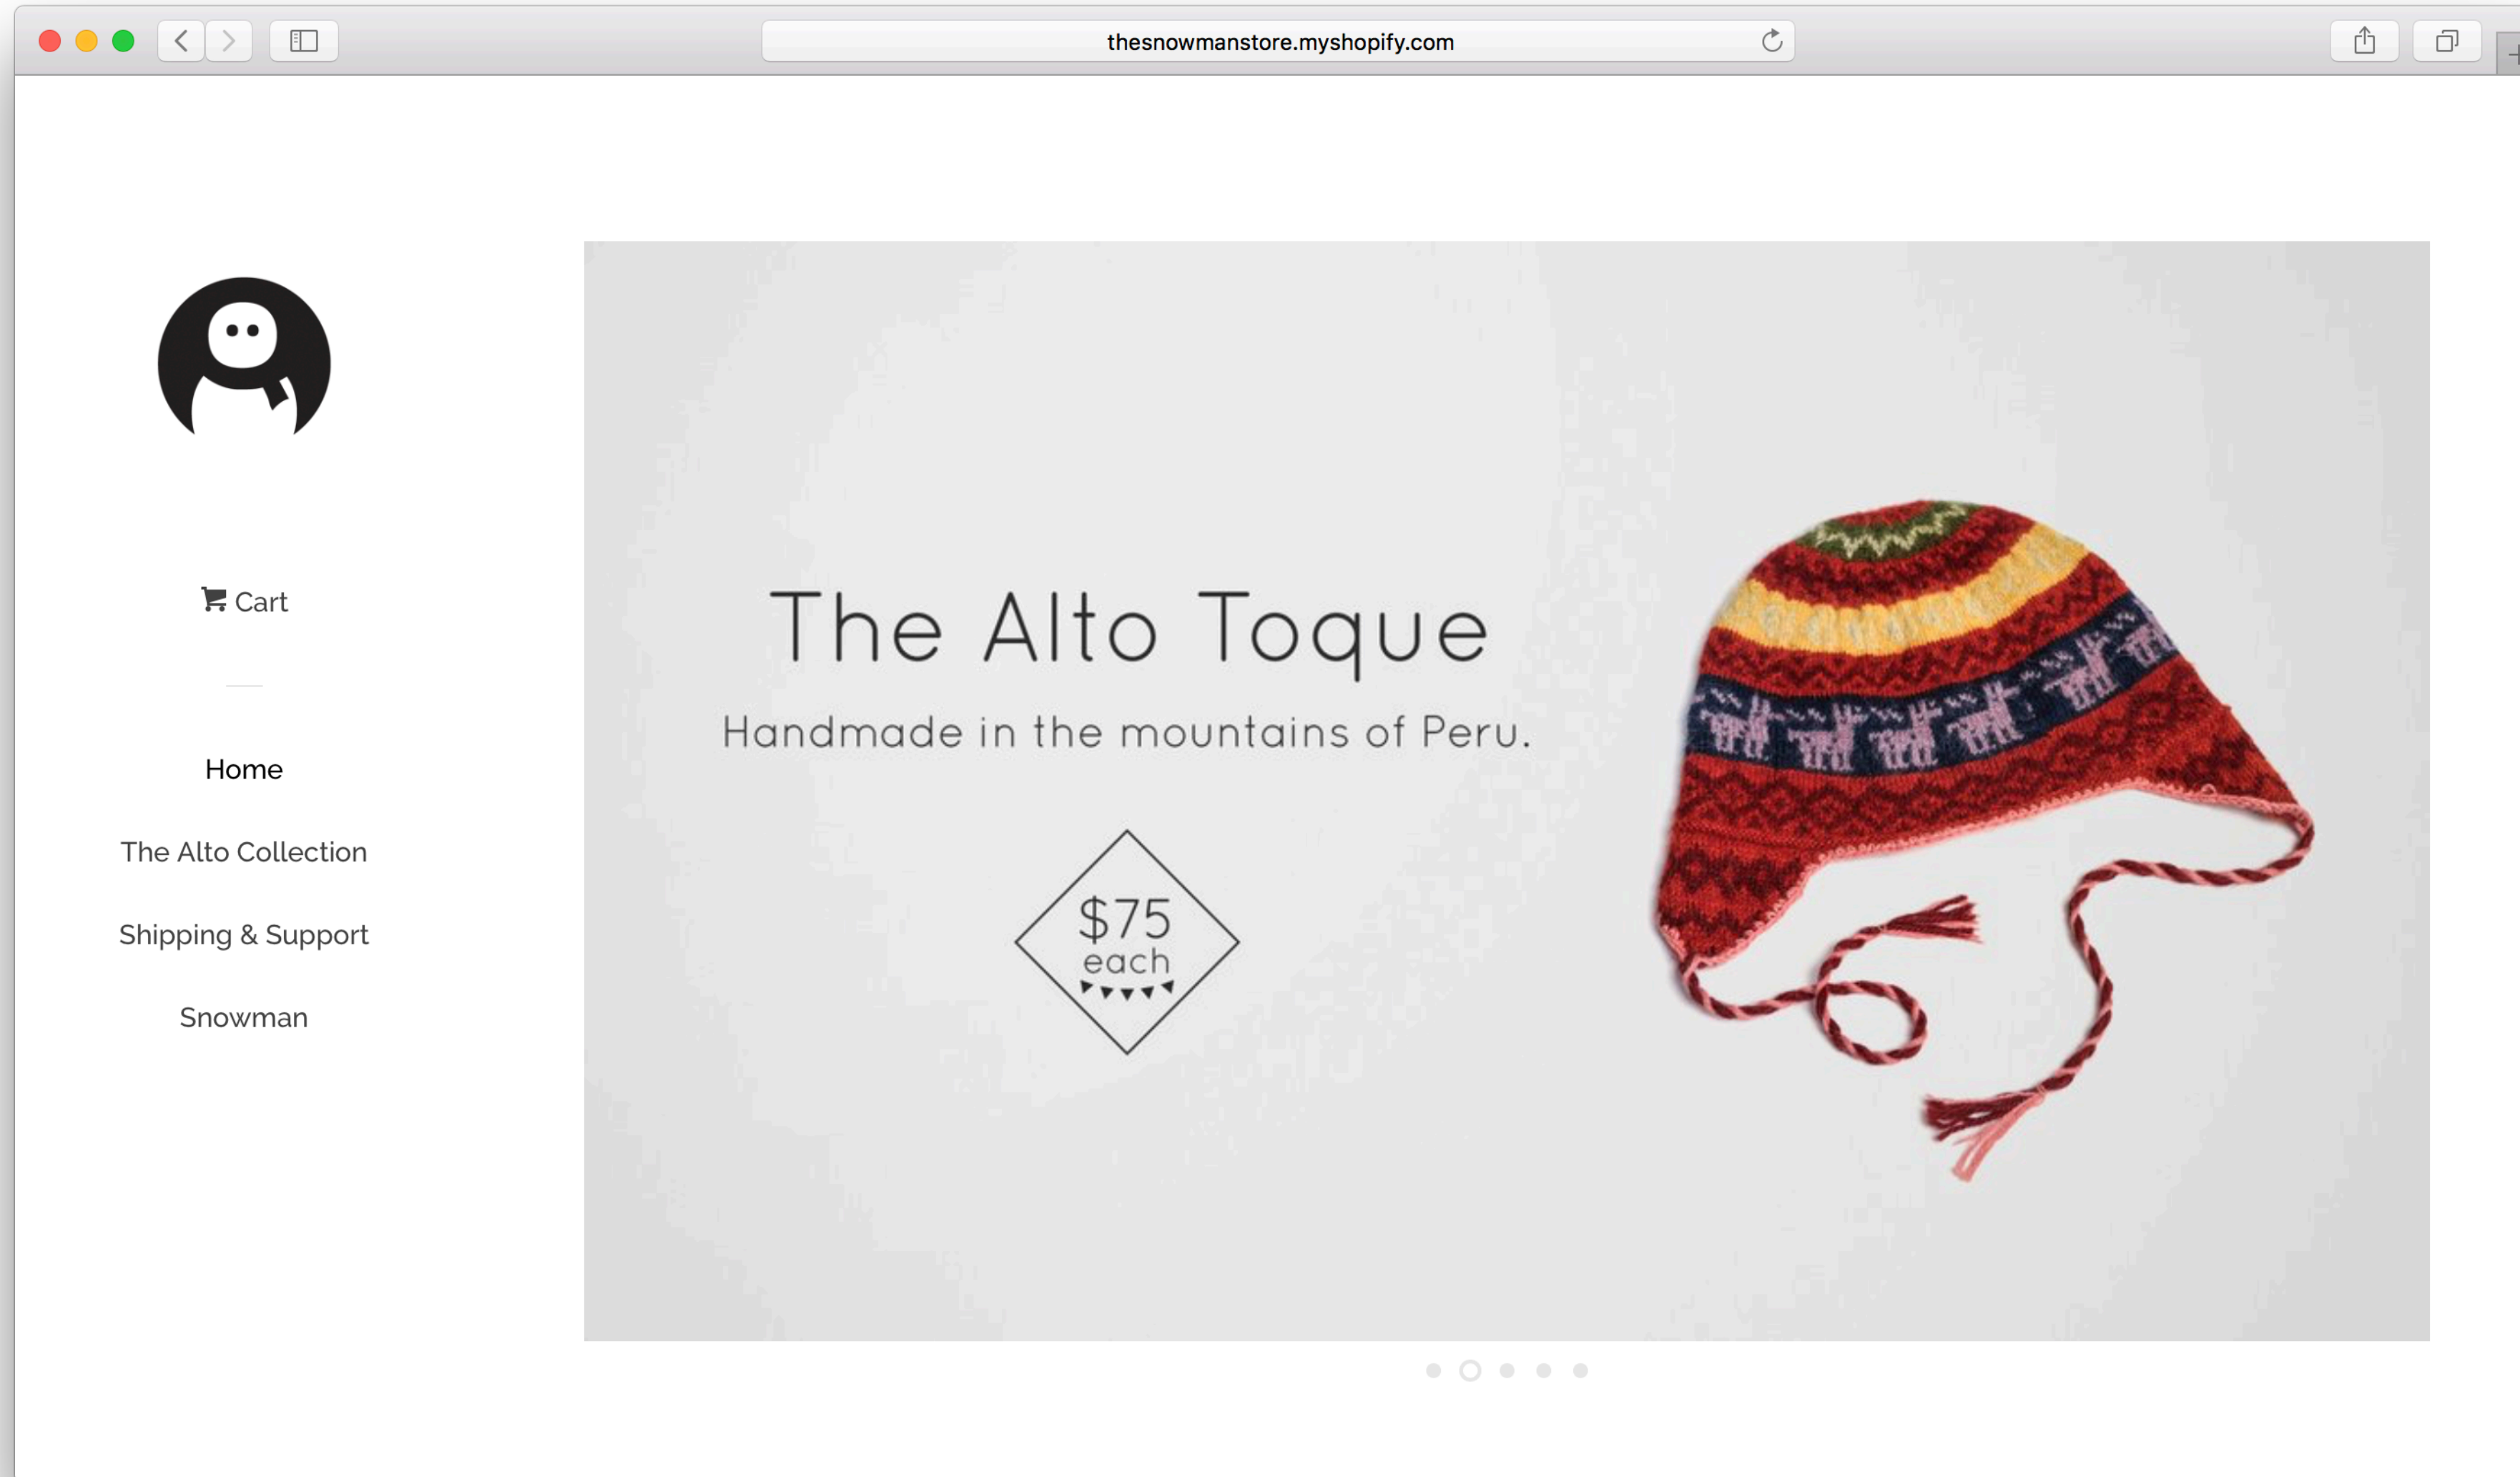 thesnowmanstore.myshopify.com
Cart
Home
The Alto Collection
Shipping & Support
Snowman
The Alto Toque
Handmade in the mountains of Peru.
$75
each